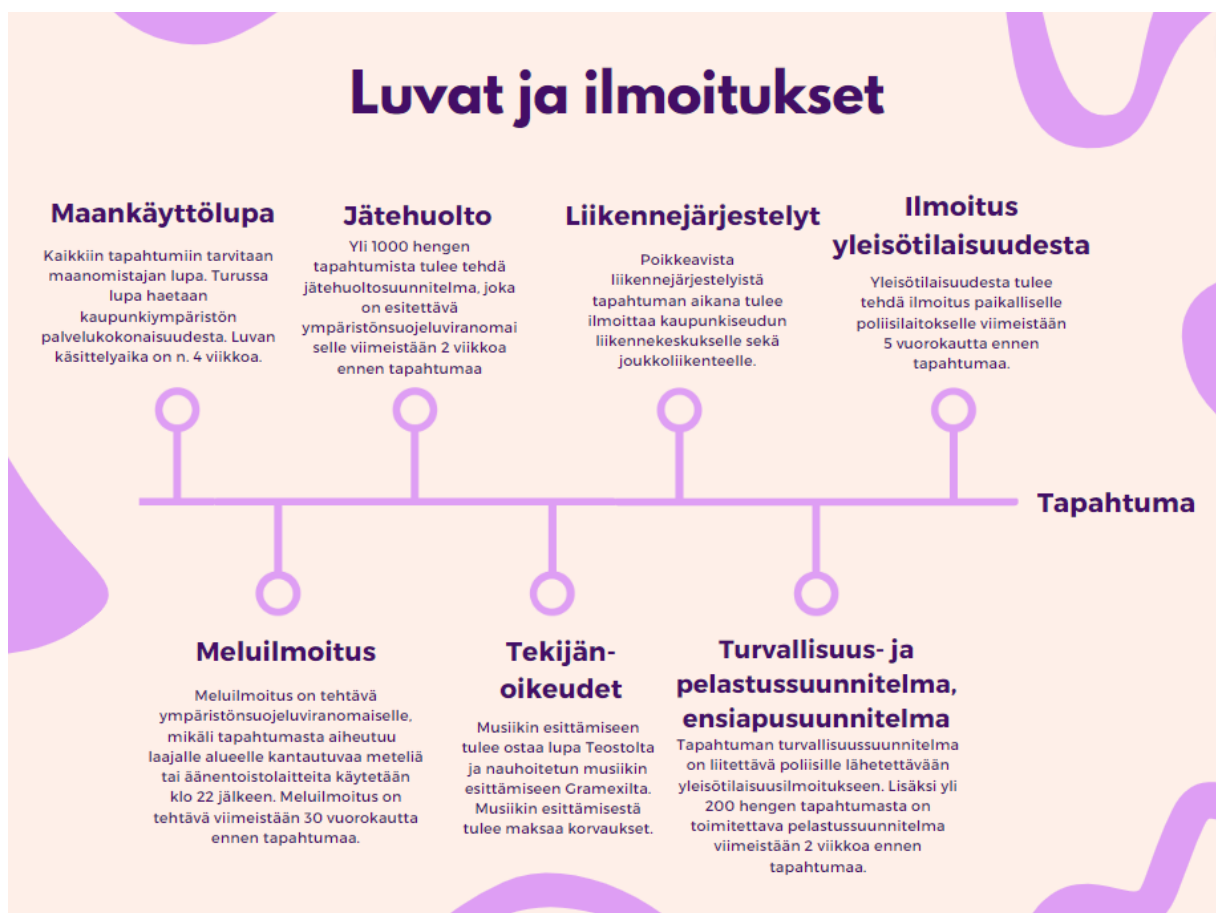 Luvat ja ilmoitukset
Maankäyttölupa
Kaikkiin tapahtumiin tarvitaan
maanomistajan lupa. Turussa
lupa haetaan
kaupunkiympäristön
palvelukokonaisuudesta. Luvan
käsittelyaika on n. 4 viikkoa.
Jätehuolto
Yli 1000 hengen
tapahtumista tulee tehdä
jätehuoltosuunnitelma, joka
on esitettävä
ympäristönsuojeluviranomai
selle viimeistään 2 viikkoa
ennen tapahtumaa
Liikennejärjestelyt
Poikkeavista
liikennejärjestelyistä
tapahtuman aikana tulee
ilmoittaa kaupunkiseudun
liikennekeskukselle sekä
joukkoliikenteelle.
Ilmoitus
yleisötilaisuudesta
Yleisötilaisuudesta tulee
tehdä ilmoitus paikalliselle
poliisilaitokselle viimeistään
5 vuorokautta ennen
tapahtumaa.
Tapahtuma
Meluilmoitus
Meluilmoitus on tehtävä
ympäristönsuojeluviranomaiselle,
mikäli tapahtumasta aiheutuu
laajalle alueelle kantautuvaa meteliä
tai äänentoistolaitteita käytetään
klo 22 jälkeen. Meluilmoitus on
tehtävä viimeistään 30 vuorokautta
ennen tapahtumaa.
Tekijän-
oikeudet
Musiikin esittämiseen
tulee ostaa lupa Teostolta
ja nauhoitetun musiikin
esittämiseen Gramexilta.
Musiikin esittämisestä
tulee maksaa korvaukset.
Turvallisuus- ja
pelastussuunnitelma,
ensiapusuunnitelma
Tapahtuman turvallisuussuunnitelma
on liitettävä poliisille lähetettävään
yleisötilaisuusilmoitukseen. Lisäksi yli
200 hengen tapahtumasta on
toimitettava pelastussuunnitelma
viimeistään 2 viikkoa ennen
tapahtumaa.